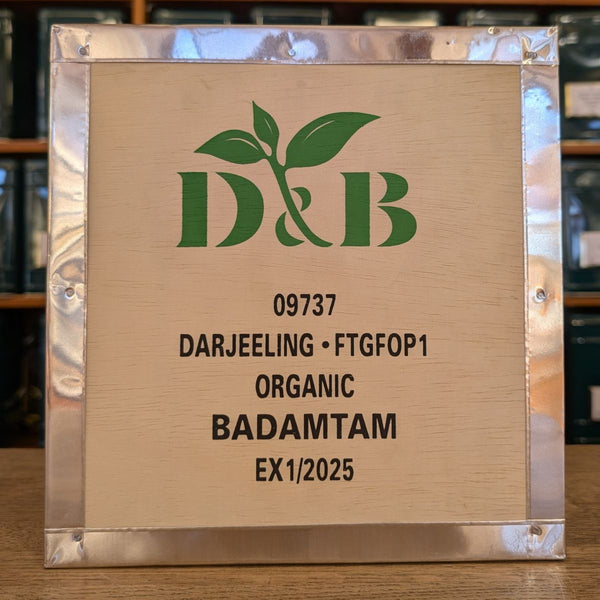 D&B
09737
DARJEELING • FTGFOP1
ORGANIC
BADAMTAM
EX1/2025